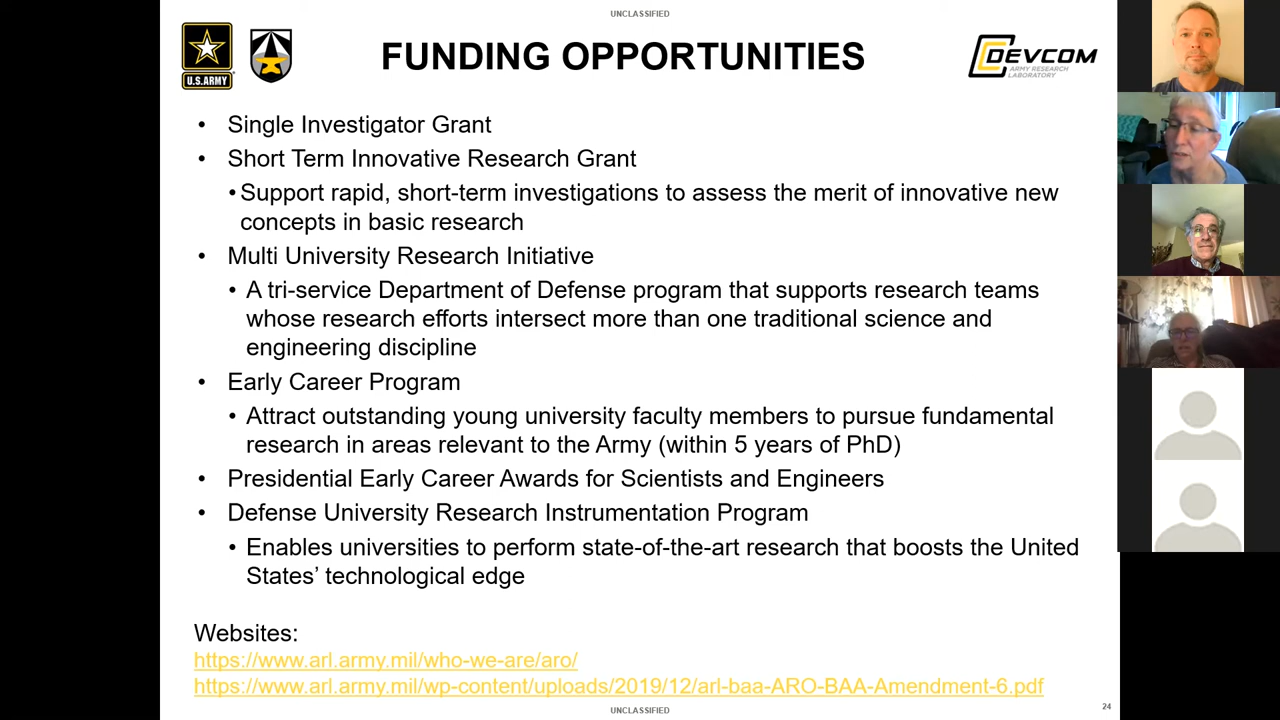 UNCLASSIFIED
U.S.ARMY
FUNDING OPPORTUNITIES
DEVCOM
ARMY RESEARCH
LABORATORY
• Single Investigator Grant
• Short Term Innovative Research Grant
• Support rapid, short-term investigations to assess the merit of innovative new
concepts in basic research
• Multi University Research Initiative
• A tri-service Department of Defense program that supports research teams
whose research efforts intersect more than one traditional science and
engineering discipline
• Early Career Program
• Attract outstanding young university faculty members to pursue fundamental
research in areas relevant to the Army (within 5 years of PhD)
• Presidential Early Career Awards for Scientists and Engineers
• Defense University Research Instrumentation Program
• Enables universities to perform state-of-the-art research that boosts the United
States’ technological edge
Websites:
https://www.arl.army.mil/who-we-are/aro/
https://www.arl.army.mil/wp-content/uploads/2019/12/arl-baa-ARO-BAA-Amendment-6.pdf
24
UNCLASSIFIED